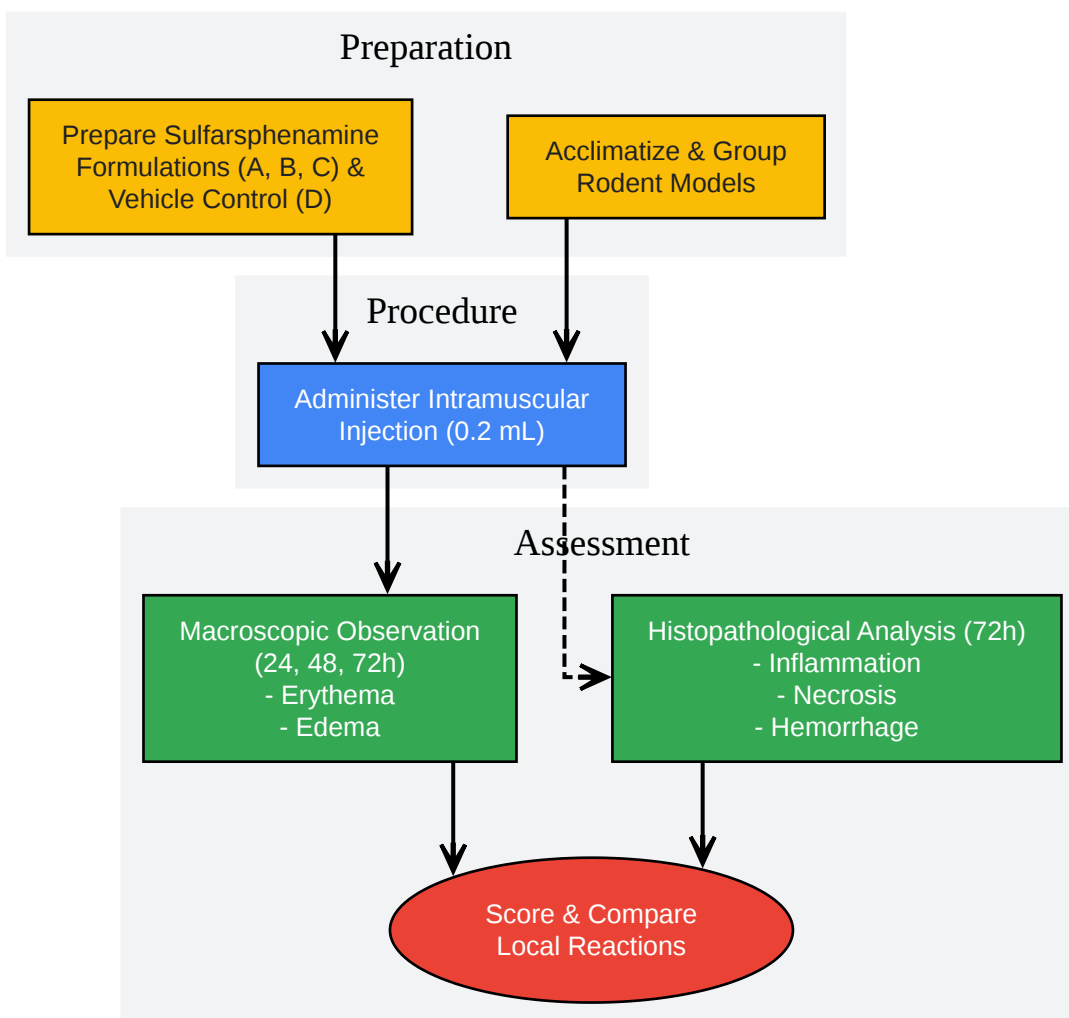 Preparation
Prepare Sulfarsphenamine
Formulations (A, B, C) &
Vehicle Control (D)
Acclimatize & Group
Rodent Models
Procedure
Administer Intramuscular
Injection (0.2 mL)
Assessment
Macroscopic Observation
(24, 48, 72h)
- Erythema
- Edema
Histopathological Analysis (72h)
- Inflammation
- Necrosis
- Hemorrhage
Score & Compare
Local Reactions